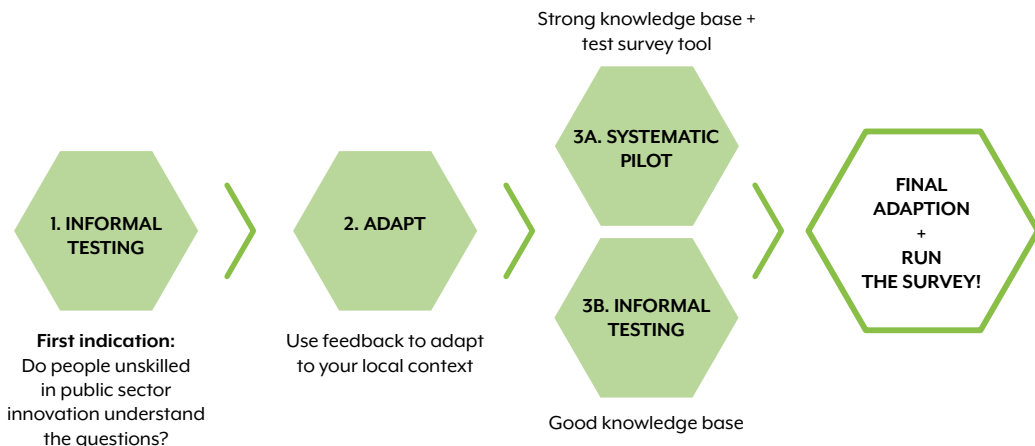 1. INFORMAL
TESTING
First indication:
Do people unskilled
in public sector
innovation understand
the questions?
2. ADAPT
Use feedback to adapt
to your local context
Strong knowledge base +
test survey tool
3A. SYSTEMATIC
PILOT
3B. INFORMAL
TESTING
Good knowledge base
FINAL
ADAPTION
+
RUN
THE SURVEY!